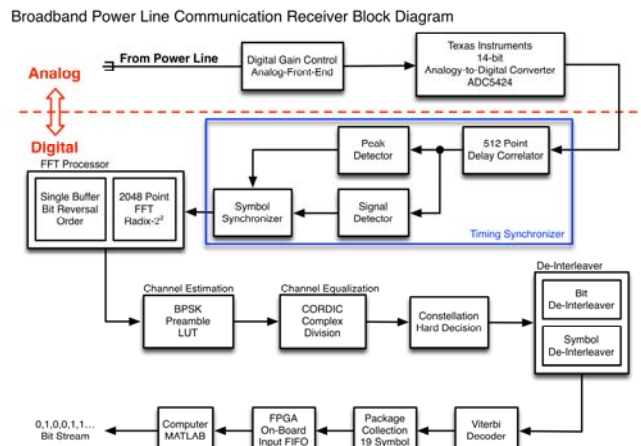 Broadband Power Line Communication Receiver Block Diagram
From Power Line
Digital Gain Control
Analog-Front-End
Texas Instruments
14-bit
Analogy-to-Digital Converter
ADC5424
Analog
Digital
FFT Processor
Single Buffer
Bit Reversal
Order
2048 Point
FFT
Radix-2²
Symbol
Synchronizer
Peak
Detector
Signal
Detector
512 Point
Delay Correlator
Timing Synchronizer
Channel Estimation
BPSK
Preamble
LUT
Channel Equalization
CORDIC
Complex
Division
Constellation
Hard Decision
De-Interleaver
Bit
De-Interleaver
Symbol
De-Interleaver
0,1,0,0,1,1...
Bit Stream
Computer
MATLAB
FPGA
On-Board
Input FIFO
Package
Collection
19 Symbol
Viterbi
Decoder